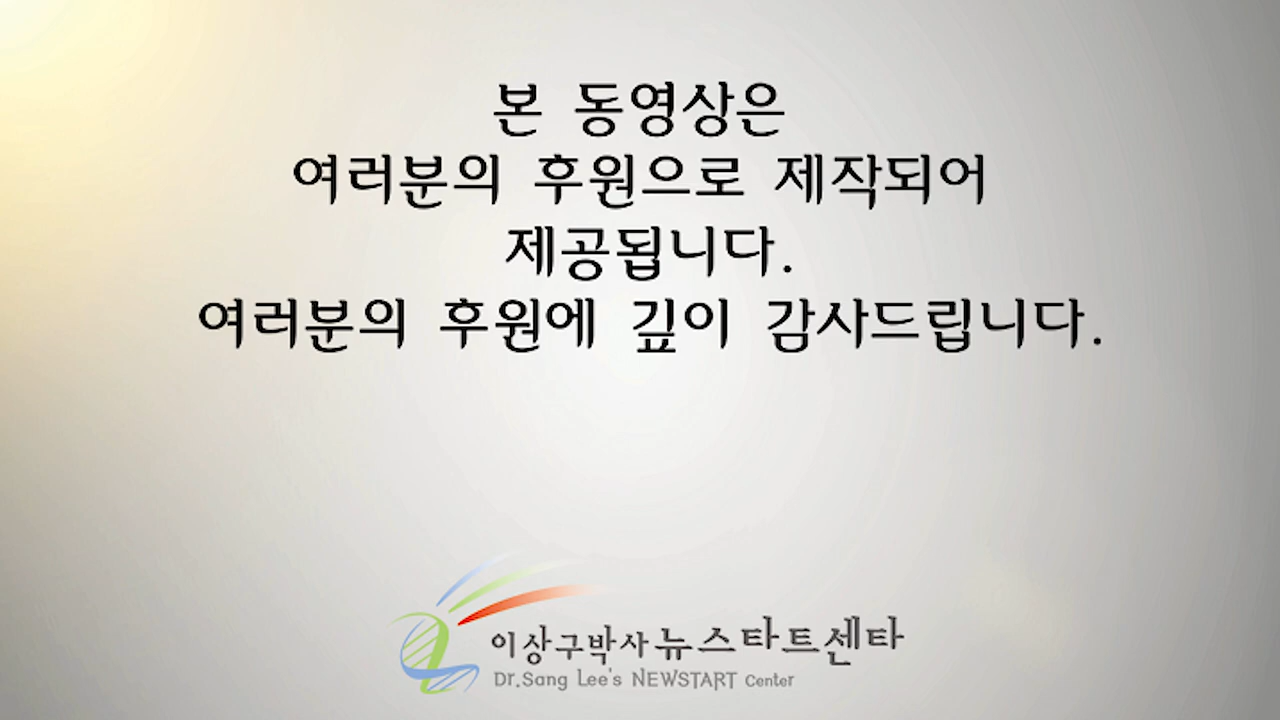 본 동영상은
여러분의 후원으로 제작되어
제공됩니다.
여러분의 후원에 깊이 감사드립니다.
이상구박사 뉴스타트센타
Dr.Sang Lee's NEWSTART Center